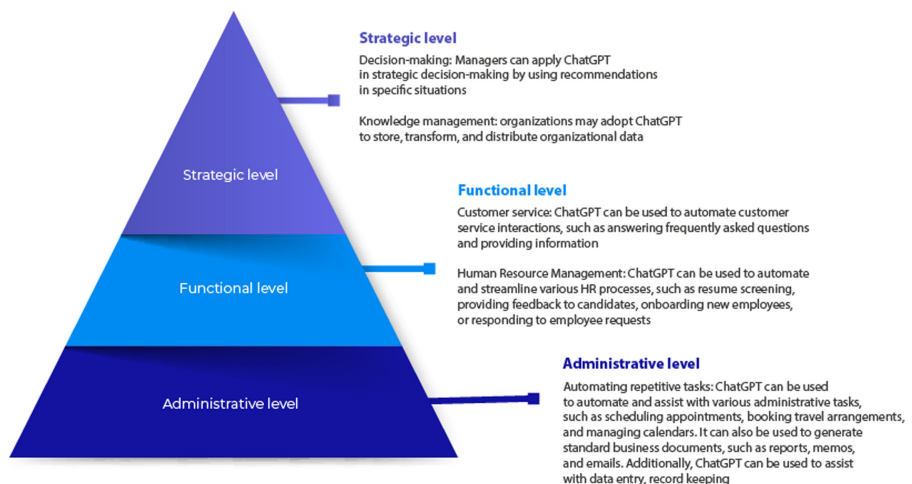 Strategic level
Decision-making: Managers can apply ChatGPT
in strategic decision-making by using recommendations
in specific situations
Knowledge management: organizations may adopt ChatGPT
to store, transform, and distribute organizational data
Strategic level
Functional level
Customer service: ChatGPT can be used to automate customer
service interactions, such as answering frequently asked questions
and providing information
Human Resource Management: ChatGPT can be used to automate
and streamline various HR processes, such as resume screening,
providing feedback to candidates, onboarding new employees,
or responding to employee requests
Functional level
Administrative level
Automating repetitive tasks: ChatGPT can be used
to automate and assist with various administrative tasks,
such as scheduling appointments, booking travel arrangements,
and managing calendars. It can also be used to generate
standard business documents, such as reports, memos,
and emails. Additionally, ChatGPT can be used to assist
with data entry, record keeping
Administrative level